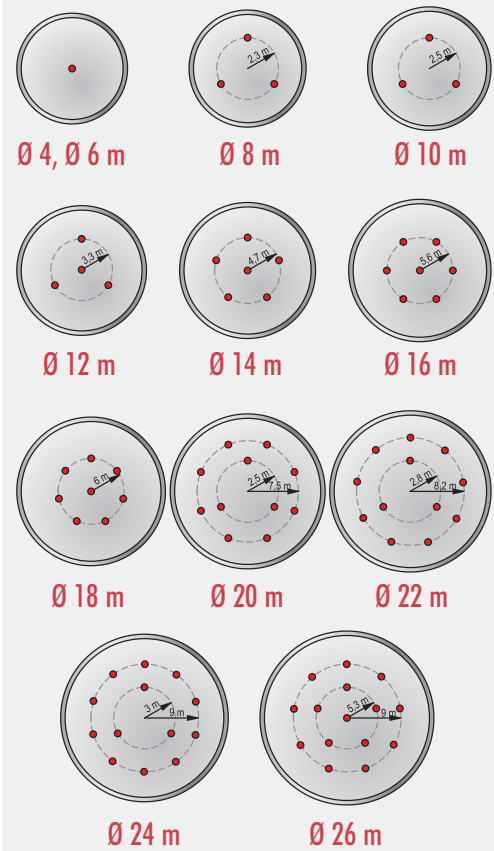 2,3 m
2,5 m
Ø 4, Ø 6 m
Ø 8 m
Ø 10 m
3,3 m
4,7 m
5,6 m
Ø 12 m
Ø 14 m
Ø 16 m
6 m
2,5 m
7,5 m
2,8 m
8,2 m
Ø 18 m
Ø 20 m
Ø 22 m
3 m
9 m
5,3 m
9 m
Ø 24 m
Ø 26 m